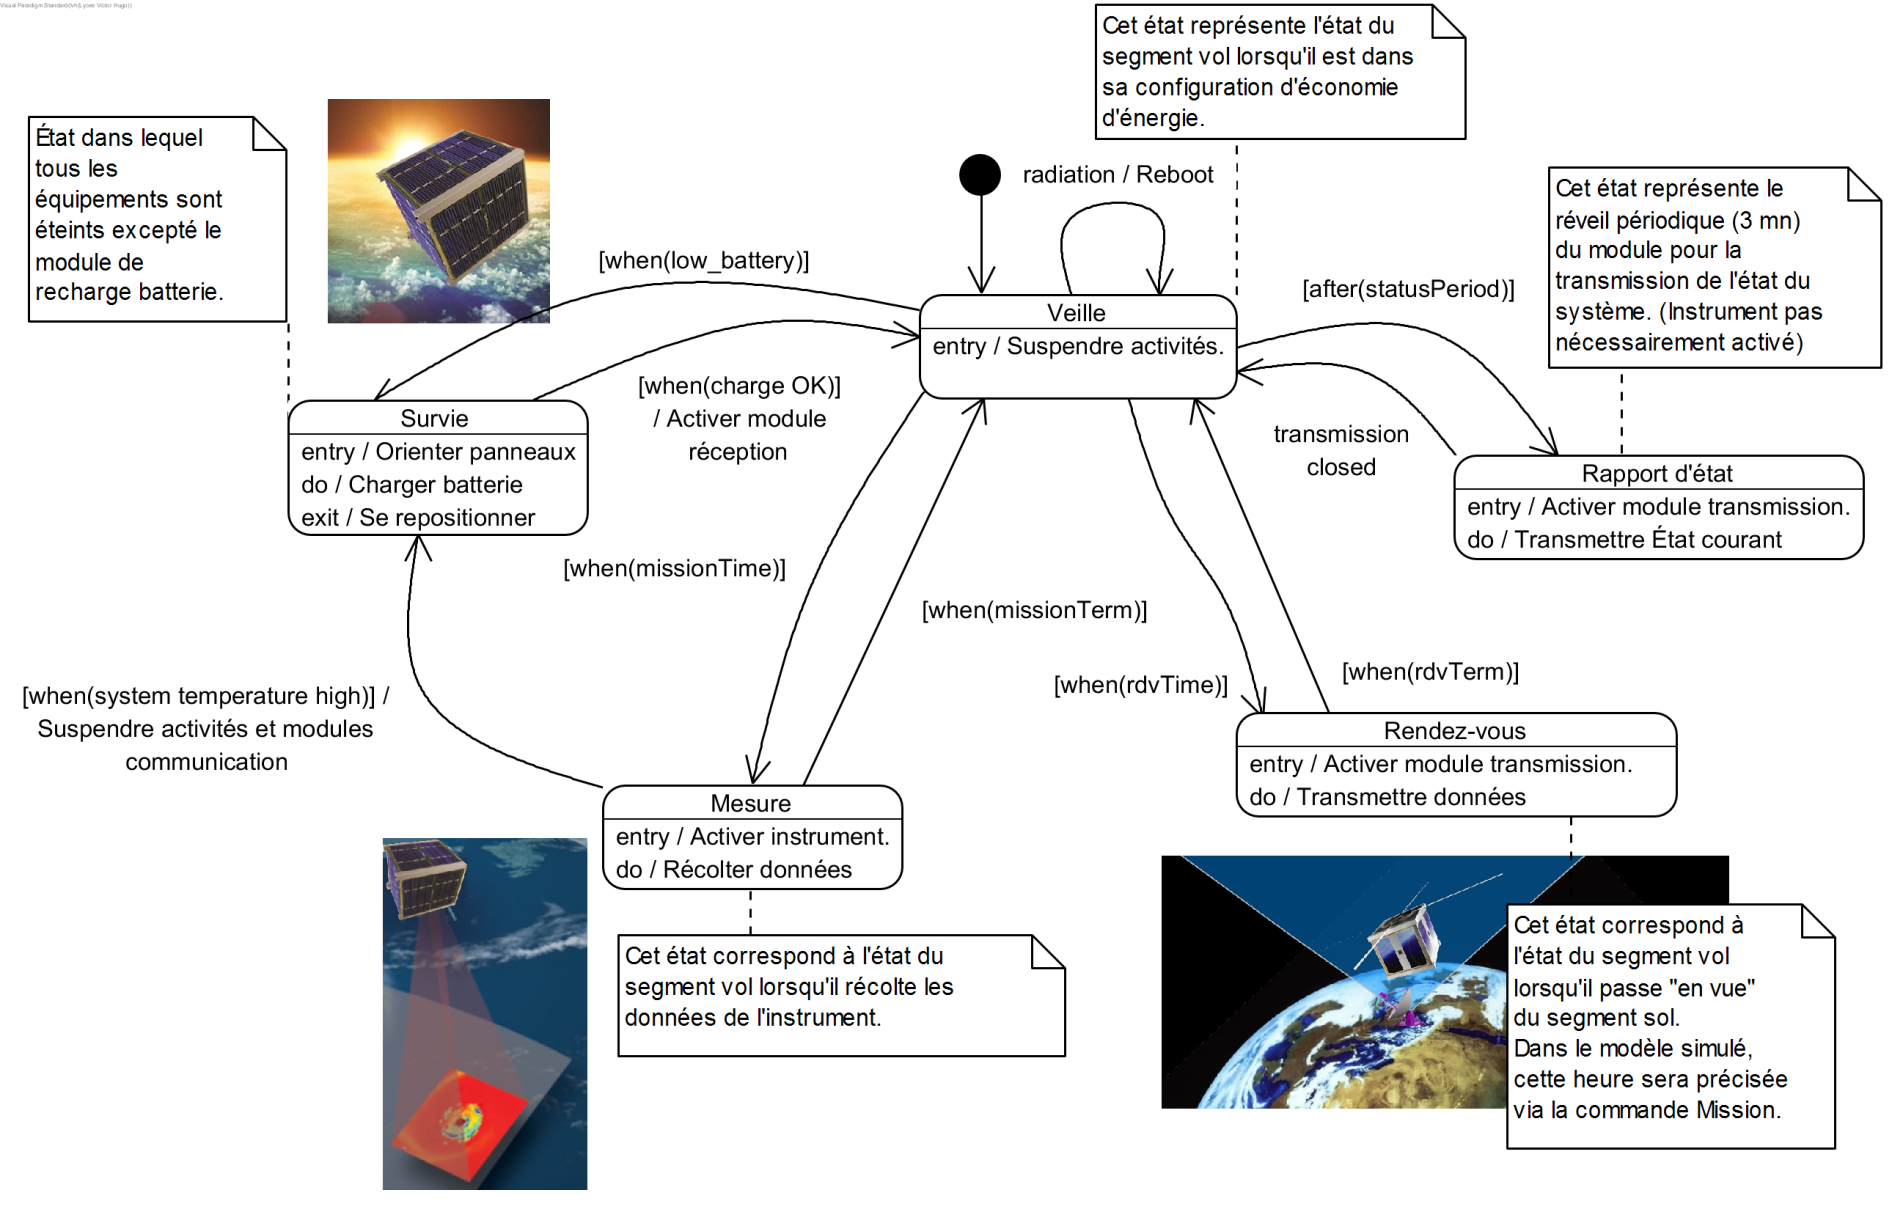 Visual Paradigm Standard(vh(Lycee Victor Hugo))
Cet état représente l'état du
segment vol lorsqu'il est dans
sa configuration d'économie
d'énergie.
État dans lequel
tous les
équipements sont
éteints excepté le
module de
recharge batterie.
radiation / Reboot
Cet état représente le
réveil périodique (3 mn)
du module pour la
transmission de l'état du
système. (Instrument pas
nécessairement activé)
[when(low_battery)]
[after(statusPeriod)]
Veille
entry / Suspendre activités.
[when(charge OK)]
/ Activer module
réception
Survie
entry / Orienter panneaux
do / Charger batterie
exit / Se repositionner
transmission
closed
Rapport d'état
entry / Activer module transmission.
do / Transmettre État courant
[when(missionTime)]
[when(missionTerm)]
[when(rdvTime)]
[when(rdvTerm)]
[when(system temperature high)] /
Suspendre activités et modules
communication
Rendez-vous
entry / Activer module transmission.
do / Transmettre données
Mesure
entry / Activer instrument.
do / Récolter données
Cet état correspond à l'état du
segment vol lorsqu'il récolte les
données de l'instrument.
Cet état correspond à
l'état du segment vol
lorsqu'il passe "en vue"
du segment sol.
Dans le modèle simulé,
cette heure sera précisée
via la commande Mission.